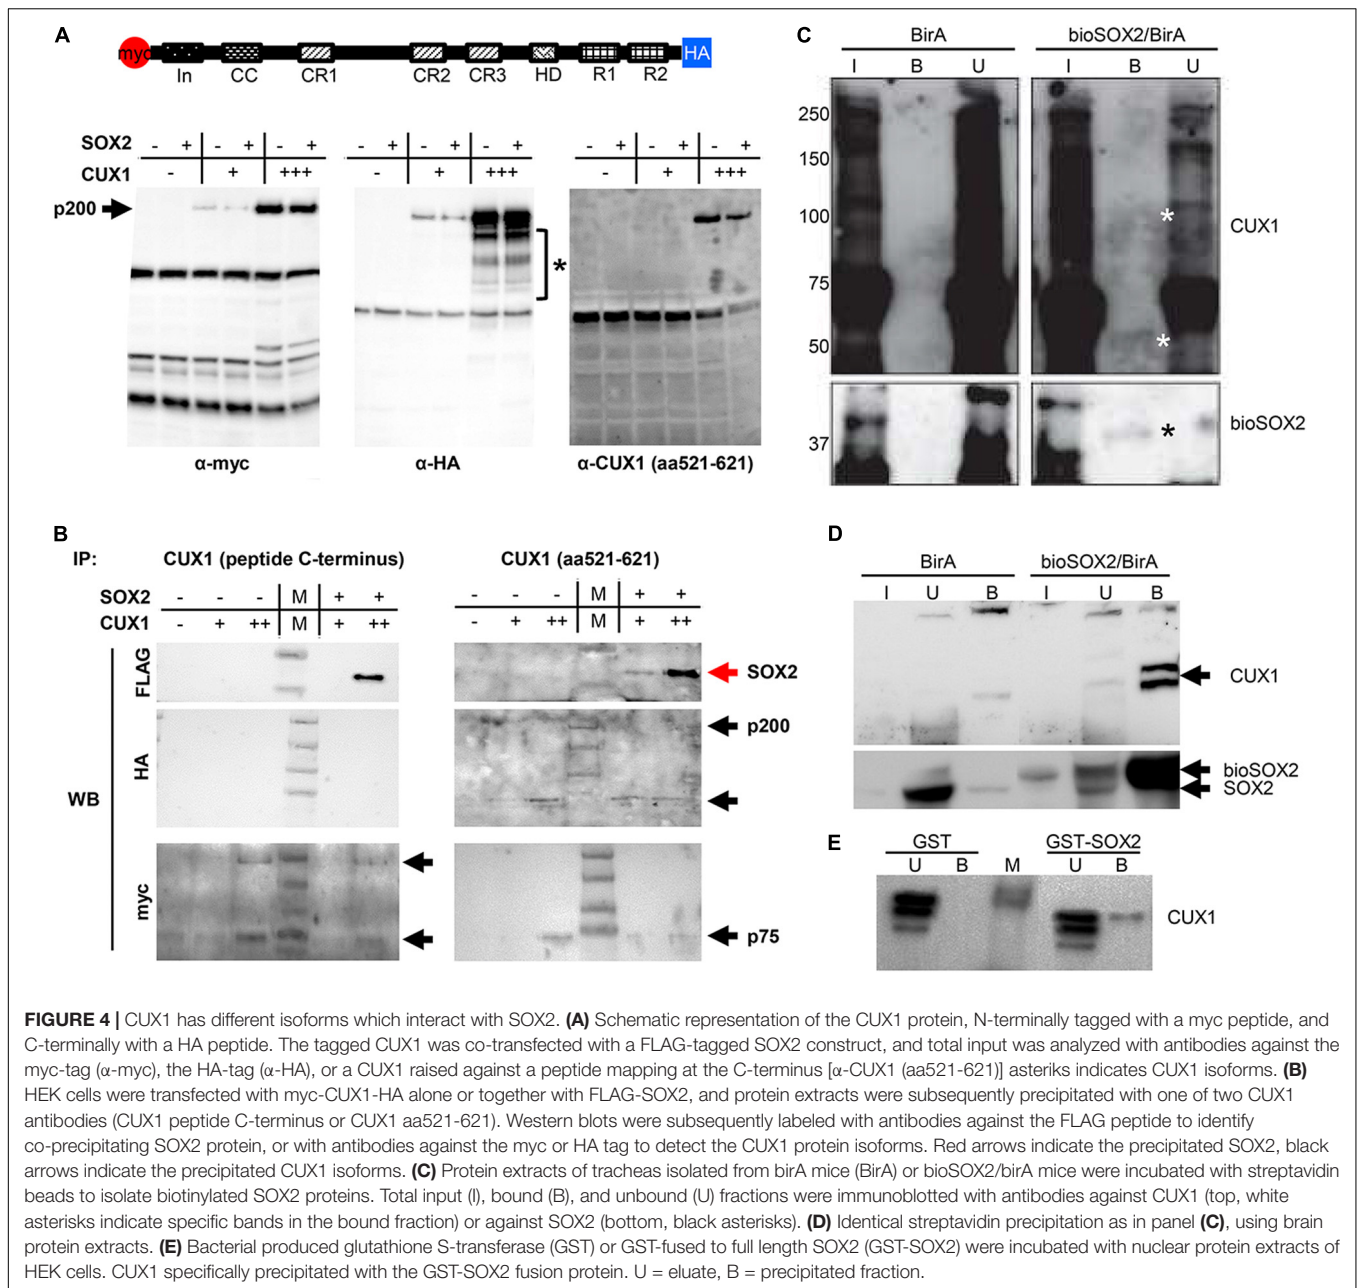 A
myc
HA
In CC CR1 CR2 CR3 HD R1 R2
SOX2 - + - + - + - + - + - + - + - + - +
CUX1 - + +++ - + +++ - + +++
p200
*
α-myc α-HA α-CUX1 (aa521-621)
B
IP: CUX1 (peptide C-terminus) CUX1 (aa521-621)
SOX2 - - - M + + - - - M + +
CUX1 - + ++ M + ++ - + ++ M + ++
FLAG
SOX2
HA
p200
WB
myc
p75
C
BirA bioSOX2/BirA
I B U I B U
250
150
100
*
CUX1
75
50
*
37
*
bioSOX2
D
BirA bioSOX2/BirA
I U B I U B
CUX1
bioSOX2
SOX2
E
GST GST-SOX2
U B M U B
CUX1
FIGURE 4 | CUX1 has different isoforms which interact with SOX2. (A) Schematic representation of the CUX1 protein, N-terminally tagged with a myc peptide, and
C-terminally with a HA peptide. The tagged CUX1 was co-transfected with a FLAG-tagged SOX2 construct, and total input was analyzed with antibodies against the
myc-tag (α-myc), the HA-tag (α-HA), or a CUX1 raised against a peptide mapping at the C-terminus [α-CUX1 (aa521-621)] asteriks indicates CUX1 isoforms. (B)
HEK cells were transfected with myc-CUX1-HA alone or together with FLAG-SOX2, and protein extracts were subsequently precipitated with one of two CUX1
antibodies (CUX1 peptide C-terminus or CUX1 aa521-621). Western blots were subsequently labeled with antibodies against the FLAG peptide to identify
co-precipitating SOX2 protein, or with antibodies against the myc or HA tag to detect the CUX1 protein isoforms. Red arrows indicate the precipitated SOX2, black
arrows indicate the precipitated CUX1 isoforms. (C) Protein extracts of tracheas isolated from birA mice (BirA) or bioSOX2/birA mice were incubated with streptavidin
beads to isolate biotinylated SOX2 proteins. Total input (I), bound (B), and unbound (U) fractions were immunoblotted with antibodies against CUX1 (top, white
asterisks indicate specific bands in the bound fraction) or against SOX2 (bottom, black asterisks). (D) Identical streptavidin precipitation as in panel (C), using brain
protein extracts. (E) Bacterial produced glutathione S-transferase (GST) or GST-fused to full length SOX2 (GST-SOX2) were incubated with nuclear protein extracts of
HEK cells. CUX1 specifically precipitated with the GST-SOX2 fusion protein. U = eluate, B = precipitated fraction.